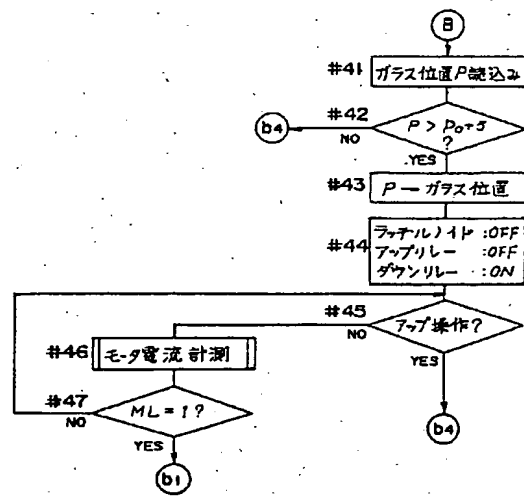 B
#41 ガラス位置P読込み
#42 P > P₀+5
?
b4 NO
YES
#43 P ー ガラス位置
#44 ラッチソレノイド :OFF
アップリレー :OFF
ダウンリレー :ON
#45 アップ操作?
NO
YES
#46 モータ電流計測
#47 ML=1?
NO
YES
b4
b1